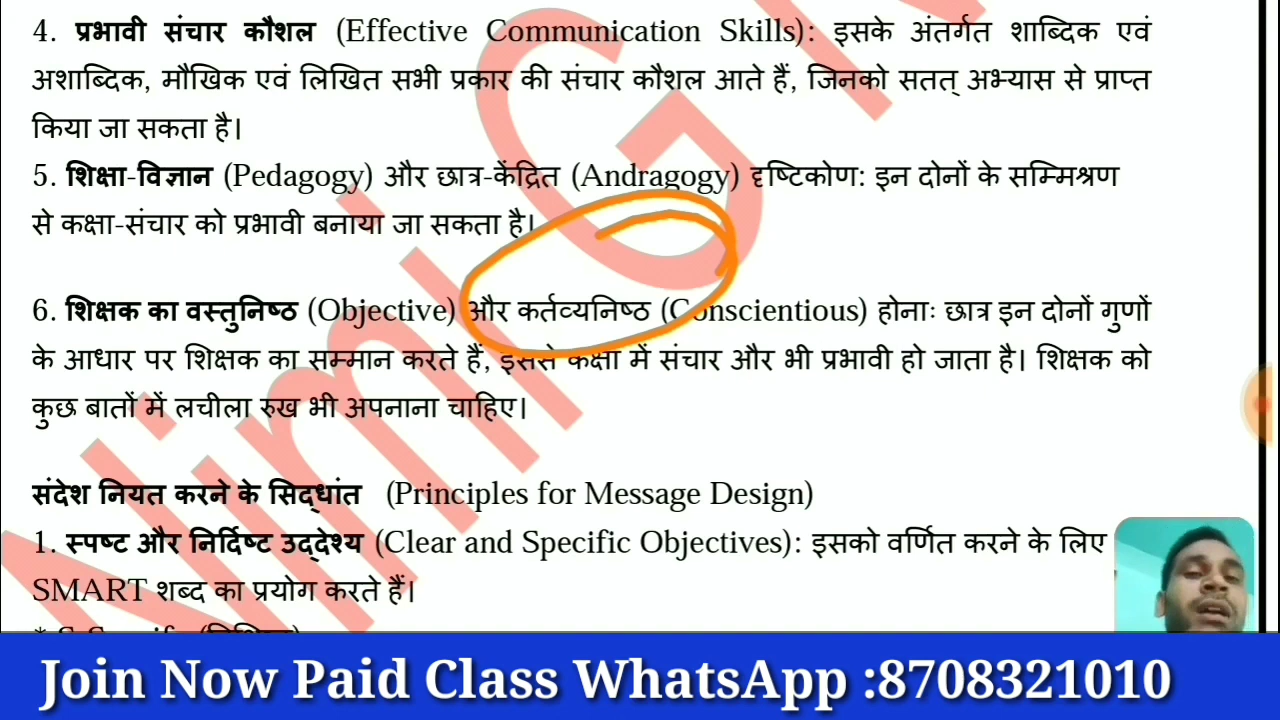 4. प्रभावी संचार कौशल (Effective Communication Skills): इसके अंतर्गत शाब्दिक एवं
अशाब्दिक, मौखिक एवं लिखित सभी प्रकार की संचार कौशल आते हैं, जिनको सतत् अभ्यास से प्राप्त
किया जा सकता है।
5. शिक्षा-विज्ञान (Pedagogy) और छात्र-केंद्रित (Andragogy) दृष्टिकोण: इन दोनों के सम्मिश्रण
से कक्षा-संचार को प्रभावी बनाया जा सकता है।
6. शिक्षक का वस्तुनिष्ठ (Objective) और कर्तव्यनिष्ठ (Conscientious) होनाः छात्र इन दोनों गुणों
के आधार पर शिक्षक का सम्मान करते हैं, इससे कक्षा में संचार और भी प्रभावी हो जाता है। शिक्षक को
कुछ बातों में लचीला रुख भी अपनाना चाहिए।
संदेश नियत करने के सिद्धांत (Principles for Message Design)
1. स्पष्ट और निर्दिष्ट उद्देश्य (Clear and Specific Objectives): इसको वर्णित करने के लिए
SMART शब्द का प्रयोग करते हैं।
Join Now Paid Class WhatsApp :8708321010